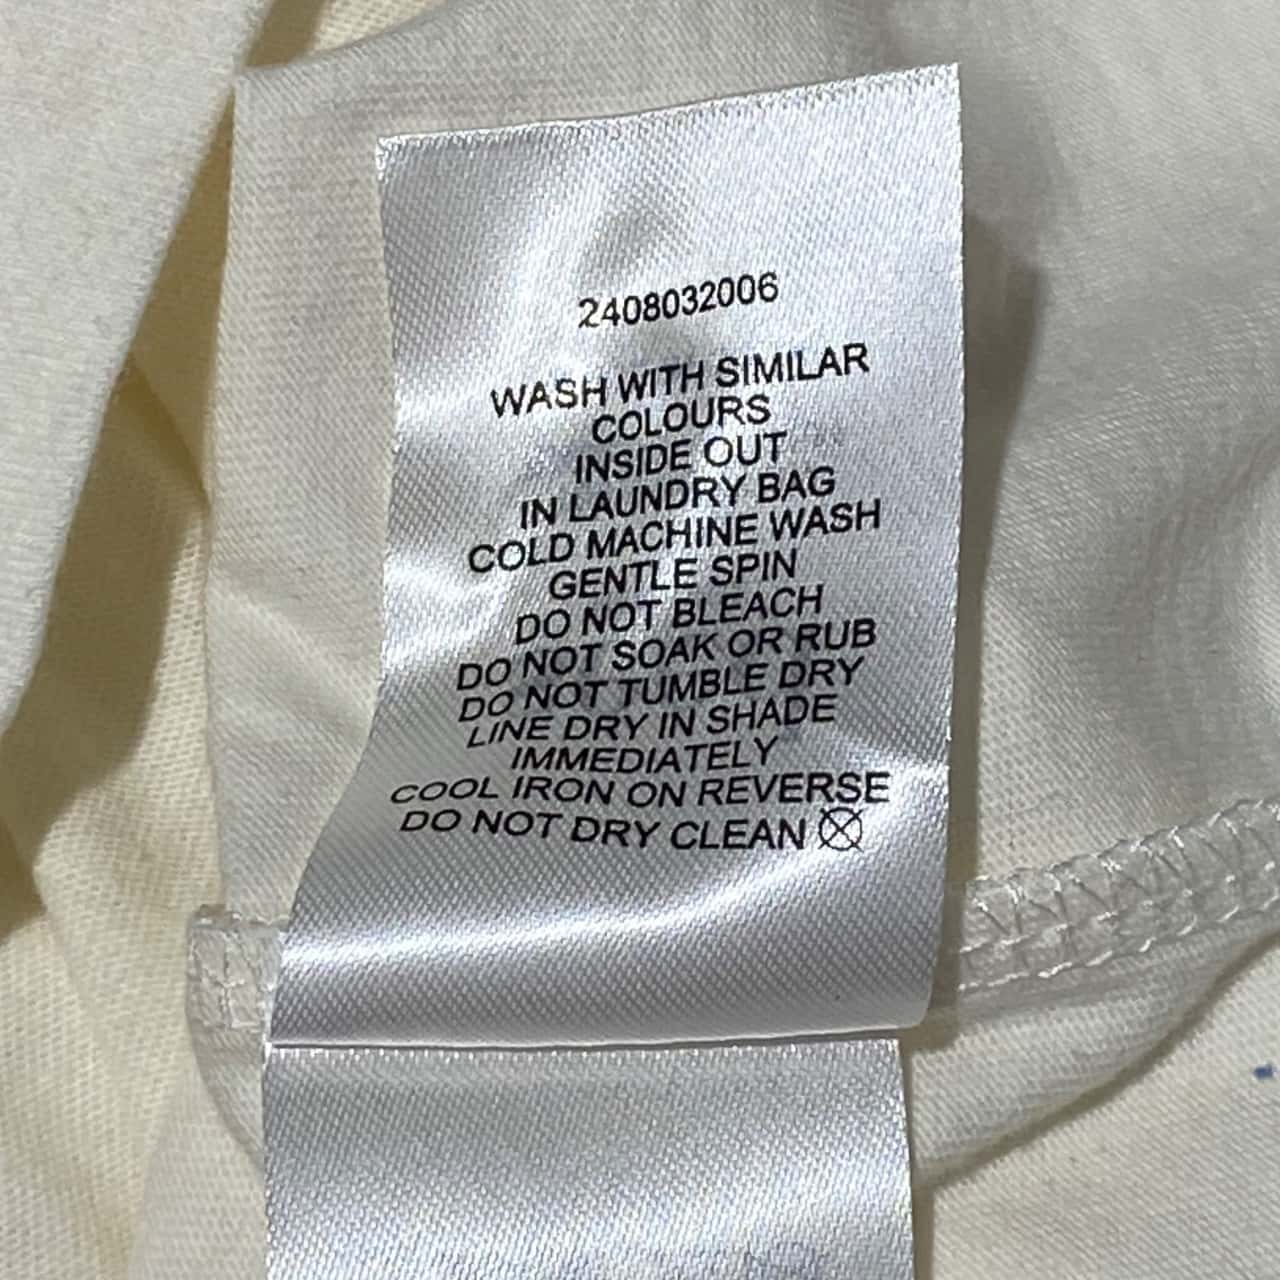 2408032006
WASH WITH SIMILAR
COLOURS
INSIDE OUT
IN LAUNDRY BAG
COLD MACHINE WASH
GENTLE SPIN
DO NOT BLEACH
DO NOT SOAK OR RUB
DO NOT TUMBLE DRY
LINE DRY IN SHADE
IMMEDIATELY
COOL IRON ON REVERSE
DO NOT DRY CLEAN